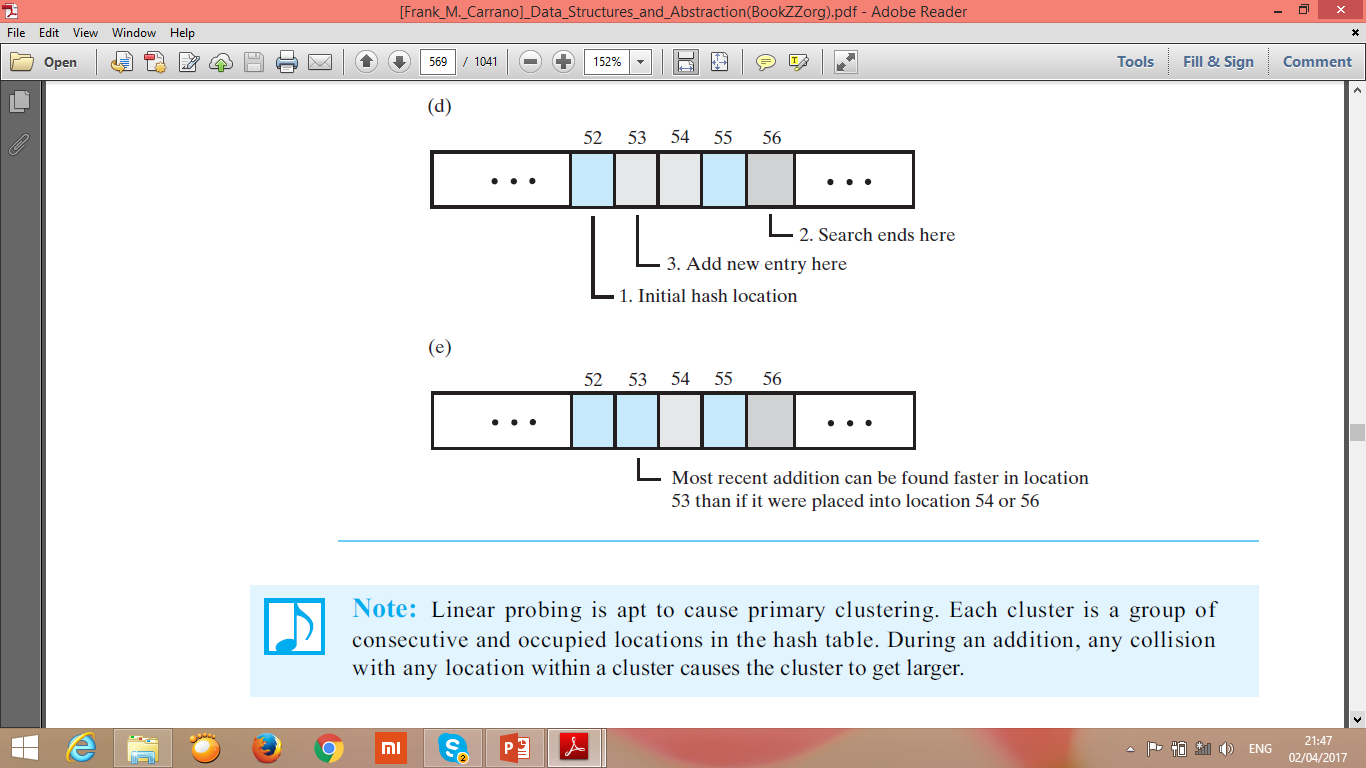 [Frank_M._Carrano]_Data_Structures_and_Abstraction(BookZZorg).pdf - Adobe Reader
File Edit View Window Help
Open 569 / 1041 152% Tools Fill & Sign Comment
(d)
52 53 54 55 56
2. Search ends here
3. Add new entry here
1. Initial hash location
(e)
52 53 54 55 56
Most recent addition can be found faster in location
53 than if it were placed into location 54 or 56
Note: Linear probing is apt to cause primary clustering. Each cluster is a group of
consecutive and occupied locations in the hash table. During an addition, any collision
with any location within a cluster causes the cluster to get larger.
2
ENG
21:47
02/04/2017